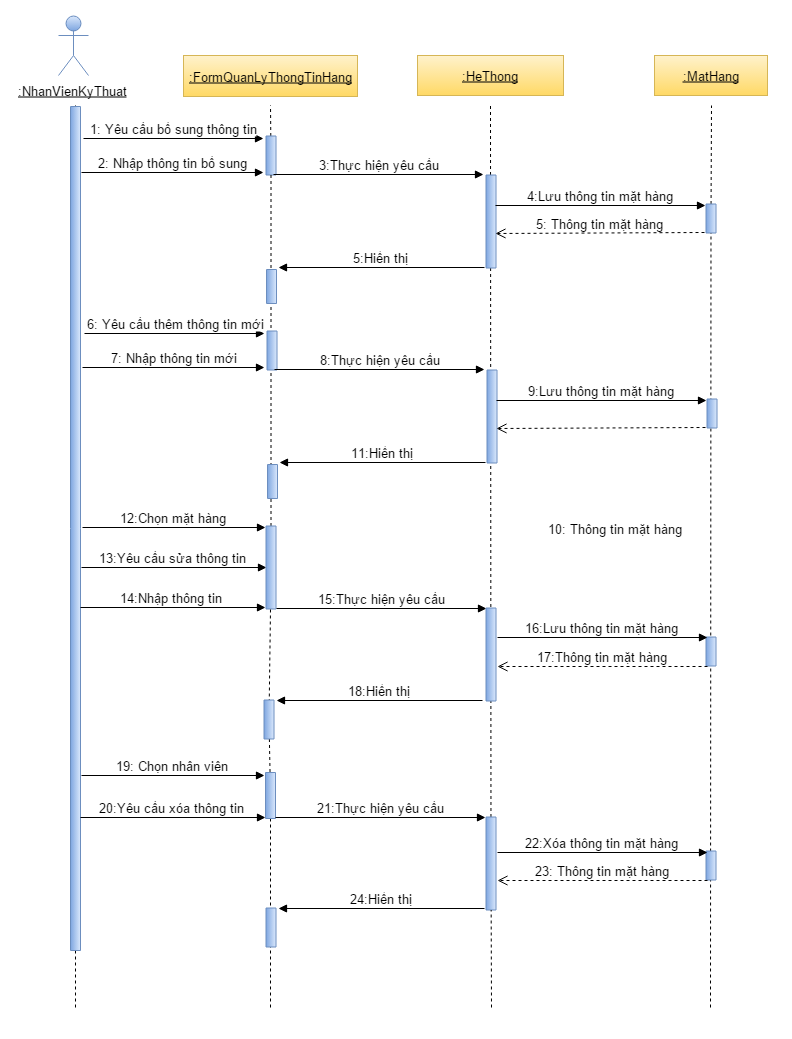 :NhanVienKyThuat
:FormQuanLyThongTinHang
:HeThong
:MatHang
1: Yêu cầu bổ sung thông tin
2: Nhập thông tin bổ sung
3:Thực hiện yêu cầu
4:Lưu thông tin mặt hàng
5: Thông tin mặt hàng
5:Hiển thị
6: Yêu cầu thêm thông tin mới
7: Nhập thông tin mới
8:Thực hiện yêu cầu
9:Lưu thông tin mặt hàng
11:Hiển thị
12:Chọn mặt hàng
10: Thông tin mặt hàng
13:Yêu cầu sửa thông tin
14:Nhập thông tin
15:Thực hiện yêu cầu
16:Lưu thông tin mặt hàng
17:Thông tin mặt hàng
18:Hiển thị
19: Chọn nhân viên
20:Yêu cầu xóa thông tin
21:Thực hiện yêu cầu
22:Xóa thông tin mặt hàng
23: Thông tin mặt hàng
24:Hiển thị